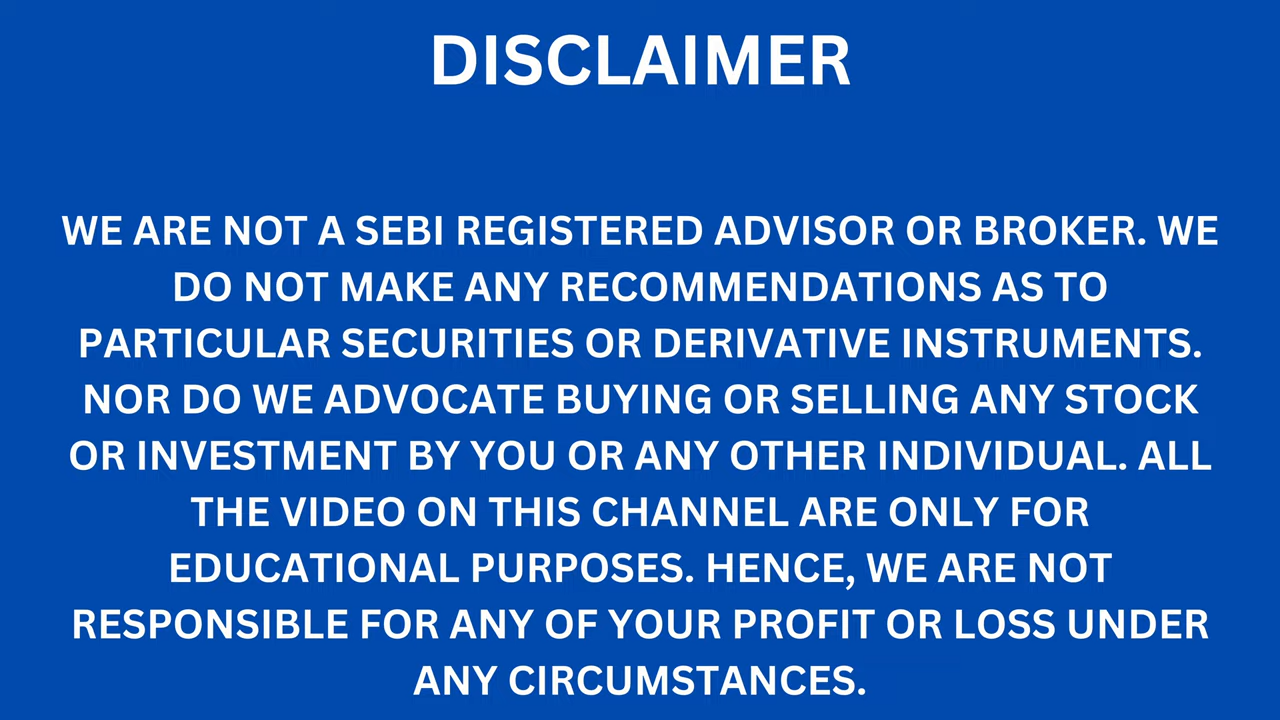 DISCLAIMER
WE ARE NOT A SEBI REGISTERED ADVISOR OR BROKER. WE
DO NOT MAKE ANY RECOMMENDATIONS AS TO
PARTICULAR SECURITIES OR DERIVATIVE INSTRUMENTS.
NOR DO WE ADVOCATE BUYING OR SELLING ANY STOCK
OR INVESTMENT BY YOU OR ANY OTHER INDIVIDUAL. ALL
THE VIDEO ON THIS CHANNEL ARE ONLY FOR
EDUCATIONAL PURPOSES. HENCE, WE ARE NOT
RESPONSIBLE FOR ANY OF YOUR PROFIT OR LOSS UNDER
ANY CIRCUMSTANCES.